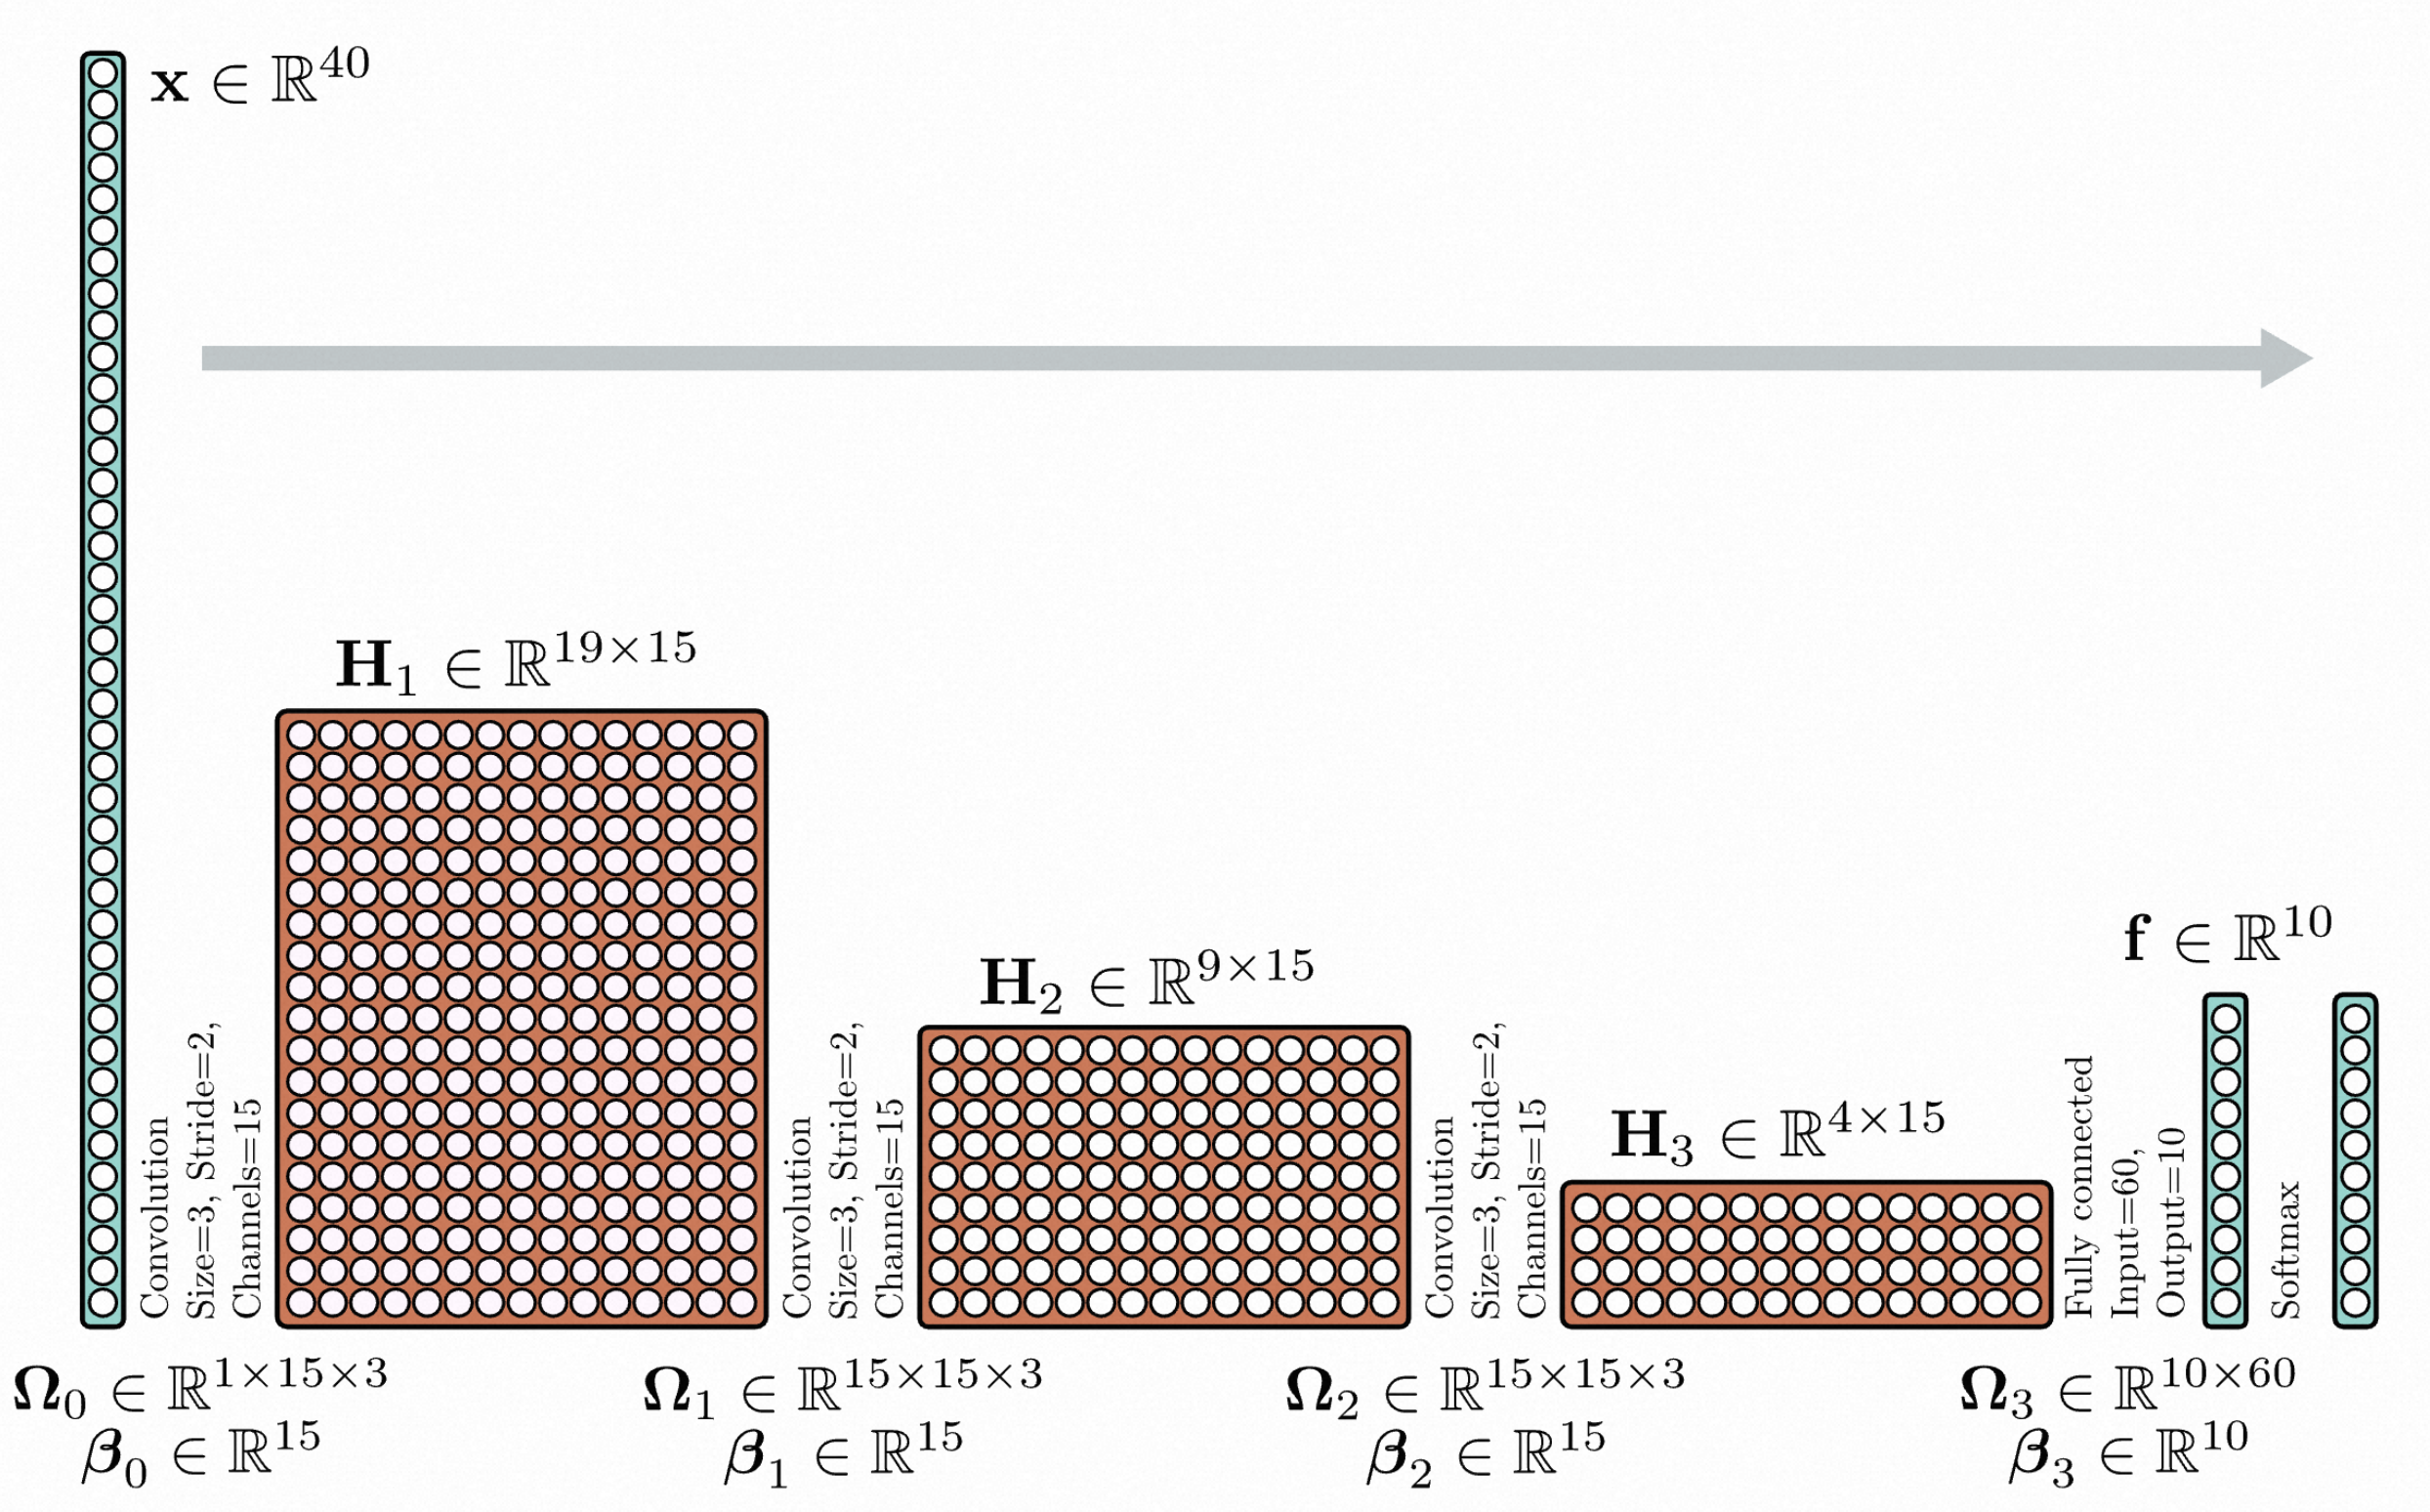 𝐱 ∈ ℝ⁴⁰
Convolution
Size=3, Stride=2,
Channels=15
𝐇₁ ∈ ℝ¹⁹ˣ¹⁵
Convolution
Size=3, Stride=2,
Channels=15
𝐇₂ ∈ ℝ⁹ˣ¹⁵
Convolution
Size=3, Stride=2,
Channels=15
𝐇₃ ∈ ℝ⁴ˣ¹⁵
Fully connected
Input=60,
Output=10
𝐟 ∈ ℝ¹⁰
Softmax
𝛀₀ ∈ ℝ¹ˣ¹⁵ˣ³
𝛃₀ ∈ ℝ¹⁵
𝛀₁ ∈ ℝ¹⁵ˣ¹⁵ˣ³
𝛃₁ ∈ ℝ¹⁵
𝛀₂ ∈ ℝ¹⁵ˣ¹⁵ˣ³
𝛃₂ ∈ ℝ¹⁵
𝛀₃ ∈ ℝ¹⁰ˣ⁶⁰
𝛃₃ ∈ ℝ¹⁰